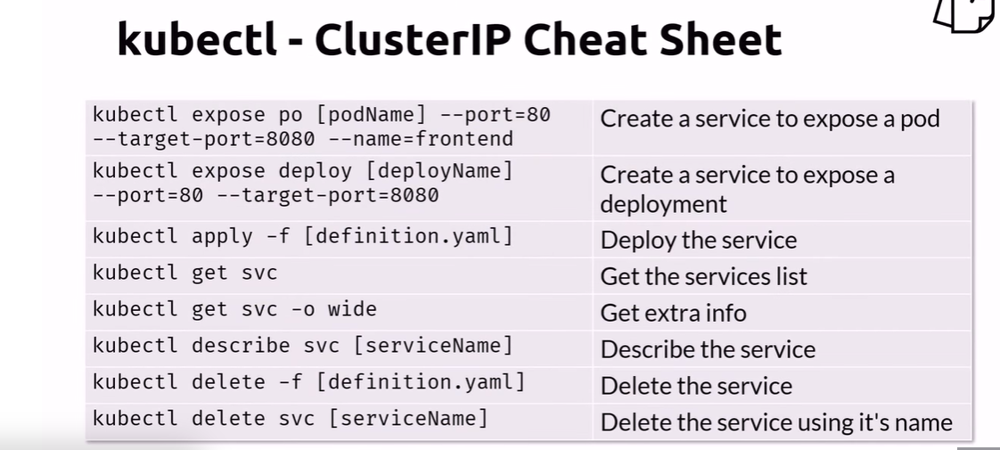 kubectl - ClusterIP Cheat Sheet
kubectl expose po [podName] --port=80
--target-port=8080 --name=frontend
Create a service to expose a pod
kubectl expose deploy [deployName]
--port=80 --target-port=8080
Create a service to expose a
deployment
kubectl apply -f [definition.yaml]
Deploy the service
kubectl get svc
Get the services list
kubectl get svc -o wide
Get extra info
kubectl describe svc [serviceName]
Describe the service
kubectl delete -f [definition.yaml]
Delete the service
kubectl delete svc [serviceName]
Delete the service using it's name